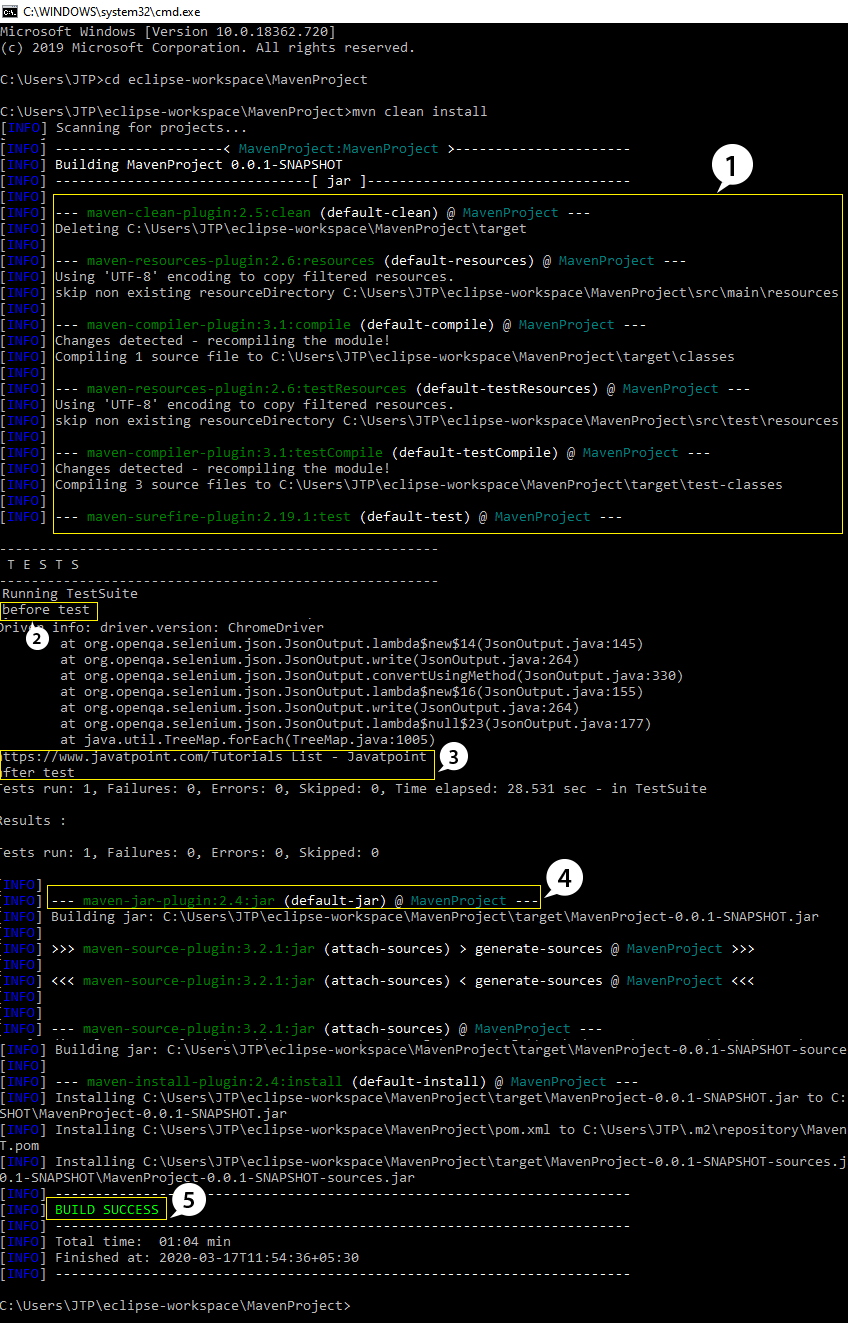 C:\WINDOWS\system32\cmd.exe
Microsoft Windows [Version 10.0.18362.720]
(c) 2019 Microsoft Corporation. All rights reserved.
C:\Users\JTP>cd eclipse-workspace\MavenProject
C:\Users\JTP\eclipse-workspace\MavenProject>mvn clean install
[INFO] Scanning for projects...
[INFO] ---------------------< MavenProject:MavenProject >----------------------
[INFO] Building MavenProject 0.0.1-SNAPSHOT
[INFO] --------------------------------[ jar ]---------------------------------
1
[INFO]
[INFO] --- maven-clean-plugin:2.5:clean (default-clean) @ MavenProject ---
[INFO] Deleting C:\Users\JTP\eclipse-workspace\MavenProject\target
[INFO]
[INFO] --- maven-resources-plugin:2.6:resources (default-resources) @ MavenProject ---
[INFO] Using 'UTF-8' encoding to copy filtered resources.
[INFO] skip non existing resourceDirectory C:\Users\JTP\eclipse-workspace\MavenProject\src\main\resources
[INFO]
[INFO] --- maven-compiler-plugin:3.1:compile (default-compile) @ MavenProject ---
[INFO] Changes detected - recompiling the module!
[INFO] Compiling 1 source file to C:\Users\JTP\eclipse-workspace\MavenProject\target\classes
[INFO]
[INFO] --- maven-resources-plugin:2.6:testResources (default-testResources) @ MavenProject ---
[INFO] Using 'UTF-8' encoding to copy filtered resources.
[INFO] skip non existing resourceDirectory C:\Users\JTP\eclipse-workspace\MavenProject\src\test\resources
[INFO]
[INFO] --- maven-compiler-plugin:3.1:testCompile (default-testCompile) @ MavenProject ---
[INFO] Changes detected - recompiling the module!
[INFO] Compiling 3 source files to C:\Users\JTP\eclipse-workspace\MavenProject\target\test-classes
[INFO]
[INFO] --- maven-surefire-plugin:2.19.1:test (default-test) @ MavenProject ---
-------------------------------------------------------
T E S T S
-------------------------------------------------------
Running TestSuite
before test
2
Driver info: driver.version: ChromeDriver
at org.openqa.selenium.json.JsonOutput.lambda$new$14(JsonOutput.java:145)
at org.openqa.selenium.json.JsonOutput.write(JsonOutput.java:264)
at org.openqa.selenium.json.JsonOutput.convertUsingMethod(JsonOutput.java:330)
at org.openqa.selenium.json.JsonOutput.lambda$new$16(JsonOutput.java:155)
at org.openqa.selenium.json.JsonOutput.write(JsonOutput.java:264)
at org.openqa.selenium.json.JsonOutput.lambda$null$23(JsonOutput.java:177)
at java.util.TreeMap.forEach(TreeMap.java:1005)
https://www.javatpoint.com/Tutorials List - Javatpoint
3
after test
Tests run: 1, Failures: 0, Errors: 0, Skipped: 0, Time elapsed: 28.531 sec - in TestSuite
Results :
Tests run: 1, Failures: 0, Errors: 0, Skipped: 0
4
[INFO]
[INFO] --- maven-jar-plugin:2.4:jar (default-jar) @ MavenProject ---
[INFO] Building jar: C:\Users\JTP\eclipse-workspace\MavenProject\target\MavenProject-0.0.1-SNAPSHOT.jar
[INFO]
[INFO] >>> maven-source-plugin:3.2.1:jar (attach-sources) > generate-sources @ MavenProject >>>
[INFO]
[INFO] <<< maven-source-plugin:3.2.1:jar (attach-sources) < generate-sources @ MavenProject <<<
[INFO]
[INFO]
[INFO] --- maven-source-plugin:3.2.1:jar (attach-sources) @ MavenProject ---
[INFO] Building jar: C:\Users\JTP\eclipse-workspace\MavenProject\target\MavenProject-0.0.1-SNAPSHOT-source
[INFO]
[INFO] --- maven-install-plugin:2.4:install (default-install) @ MavenProject ---
[INFO] Installing C:\Users\JTP\eclipse-workspace\MavenProject\target\MavenProject-0.0.1-SNAPSHOT.jar to C:
SHOT\MavenProject-0.0.1-SNAPSHOT.jar
[INFO] Installing C:\Users\JTP\eclipse-workspace\MavenProject\pom.xml to C:\Users\JTP\.m2\repository\Maven
T.pom
[INFO] Installing C:\Users\JTP\eclipse-workspace\MavenProject\target\MavenProject-0.0.1-SNAPSHOT-sources.j
0.1-SNAPSHOT\MavenProject-0.0.1-SNAPSHOT-sources.jar
[INFO] ------------------------------------------------------------------------
[INFO] BUILD SUCCESS
5
[INFO] ------------------------------------------------------------------------
[INFO] Total time:  01:04 min
[INFO] Finished at: 2020-03-17T11:54:36+05:30
[INFO] ------------------------------------------------------------------------
C:\Users\JTP\eclipse-workspace\MavenProject>